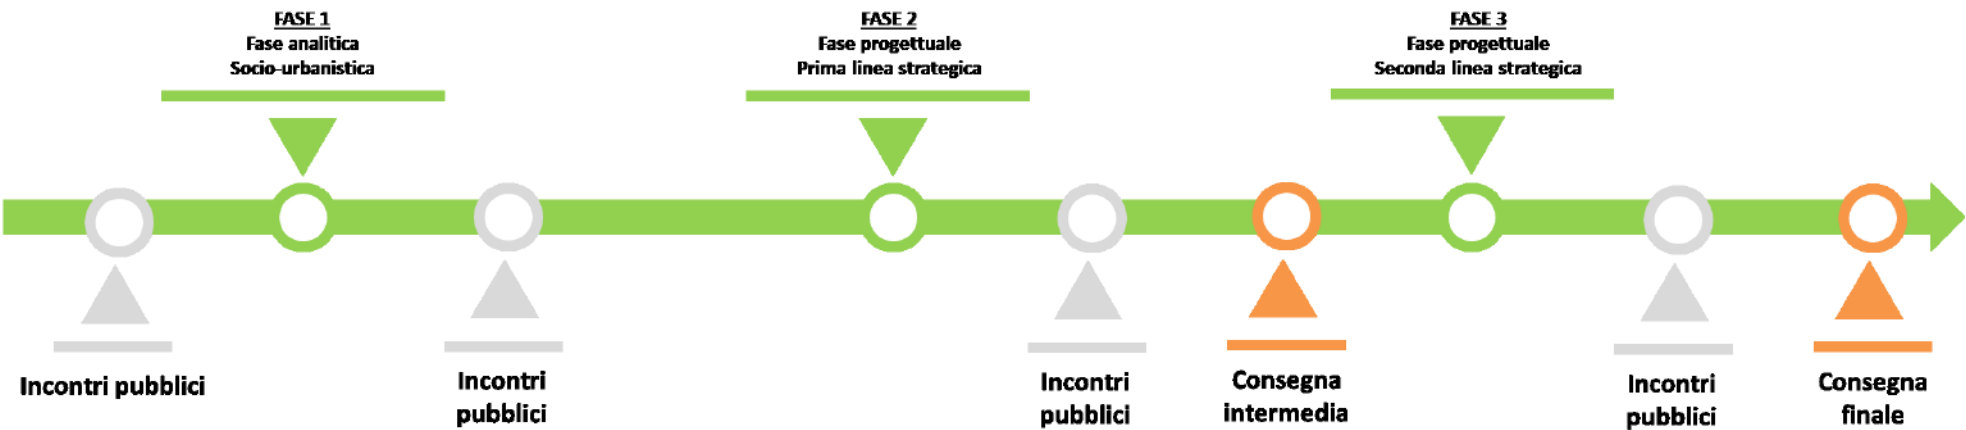 FASE 1
Fase analitica
Socio-urbanistica
FASE 2
Fase progettuale
Prima linea strategica
FASE 3
Fase progettuale
Seconda linea strategica
Incontri pubblici
Incontri
pubblici
Incontri
pubblici
Consegna
intermedia
Incontri
pubblici
Consegna
finale